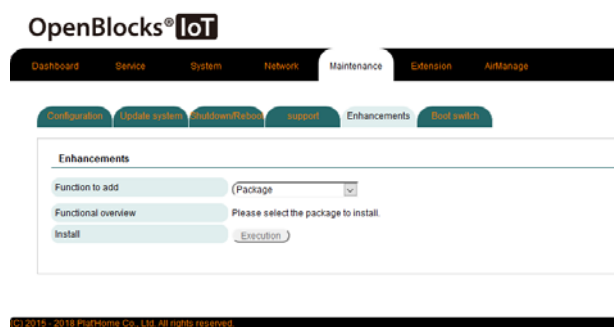 OpenBlocks® IoT
Dashboard Service System Network Maintenance Extension AirManage
Configuration Update system Shutdown/Reboot support Enhancements Boot switch
Enhancements
Function to add (Package
Functional overview Please select the package to install.
Install Execution )
(C) 2015 - 2018 Plat'Home Co., Ltd. All rights reserved.